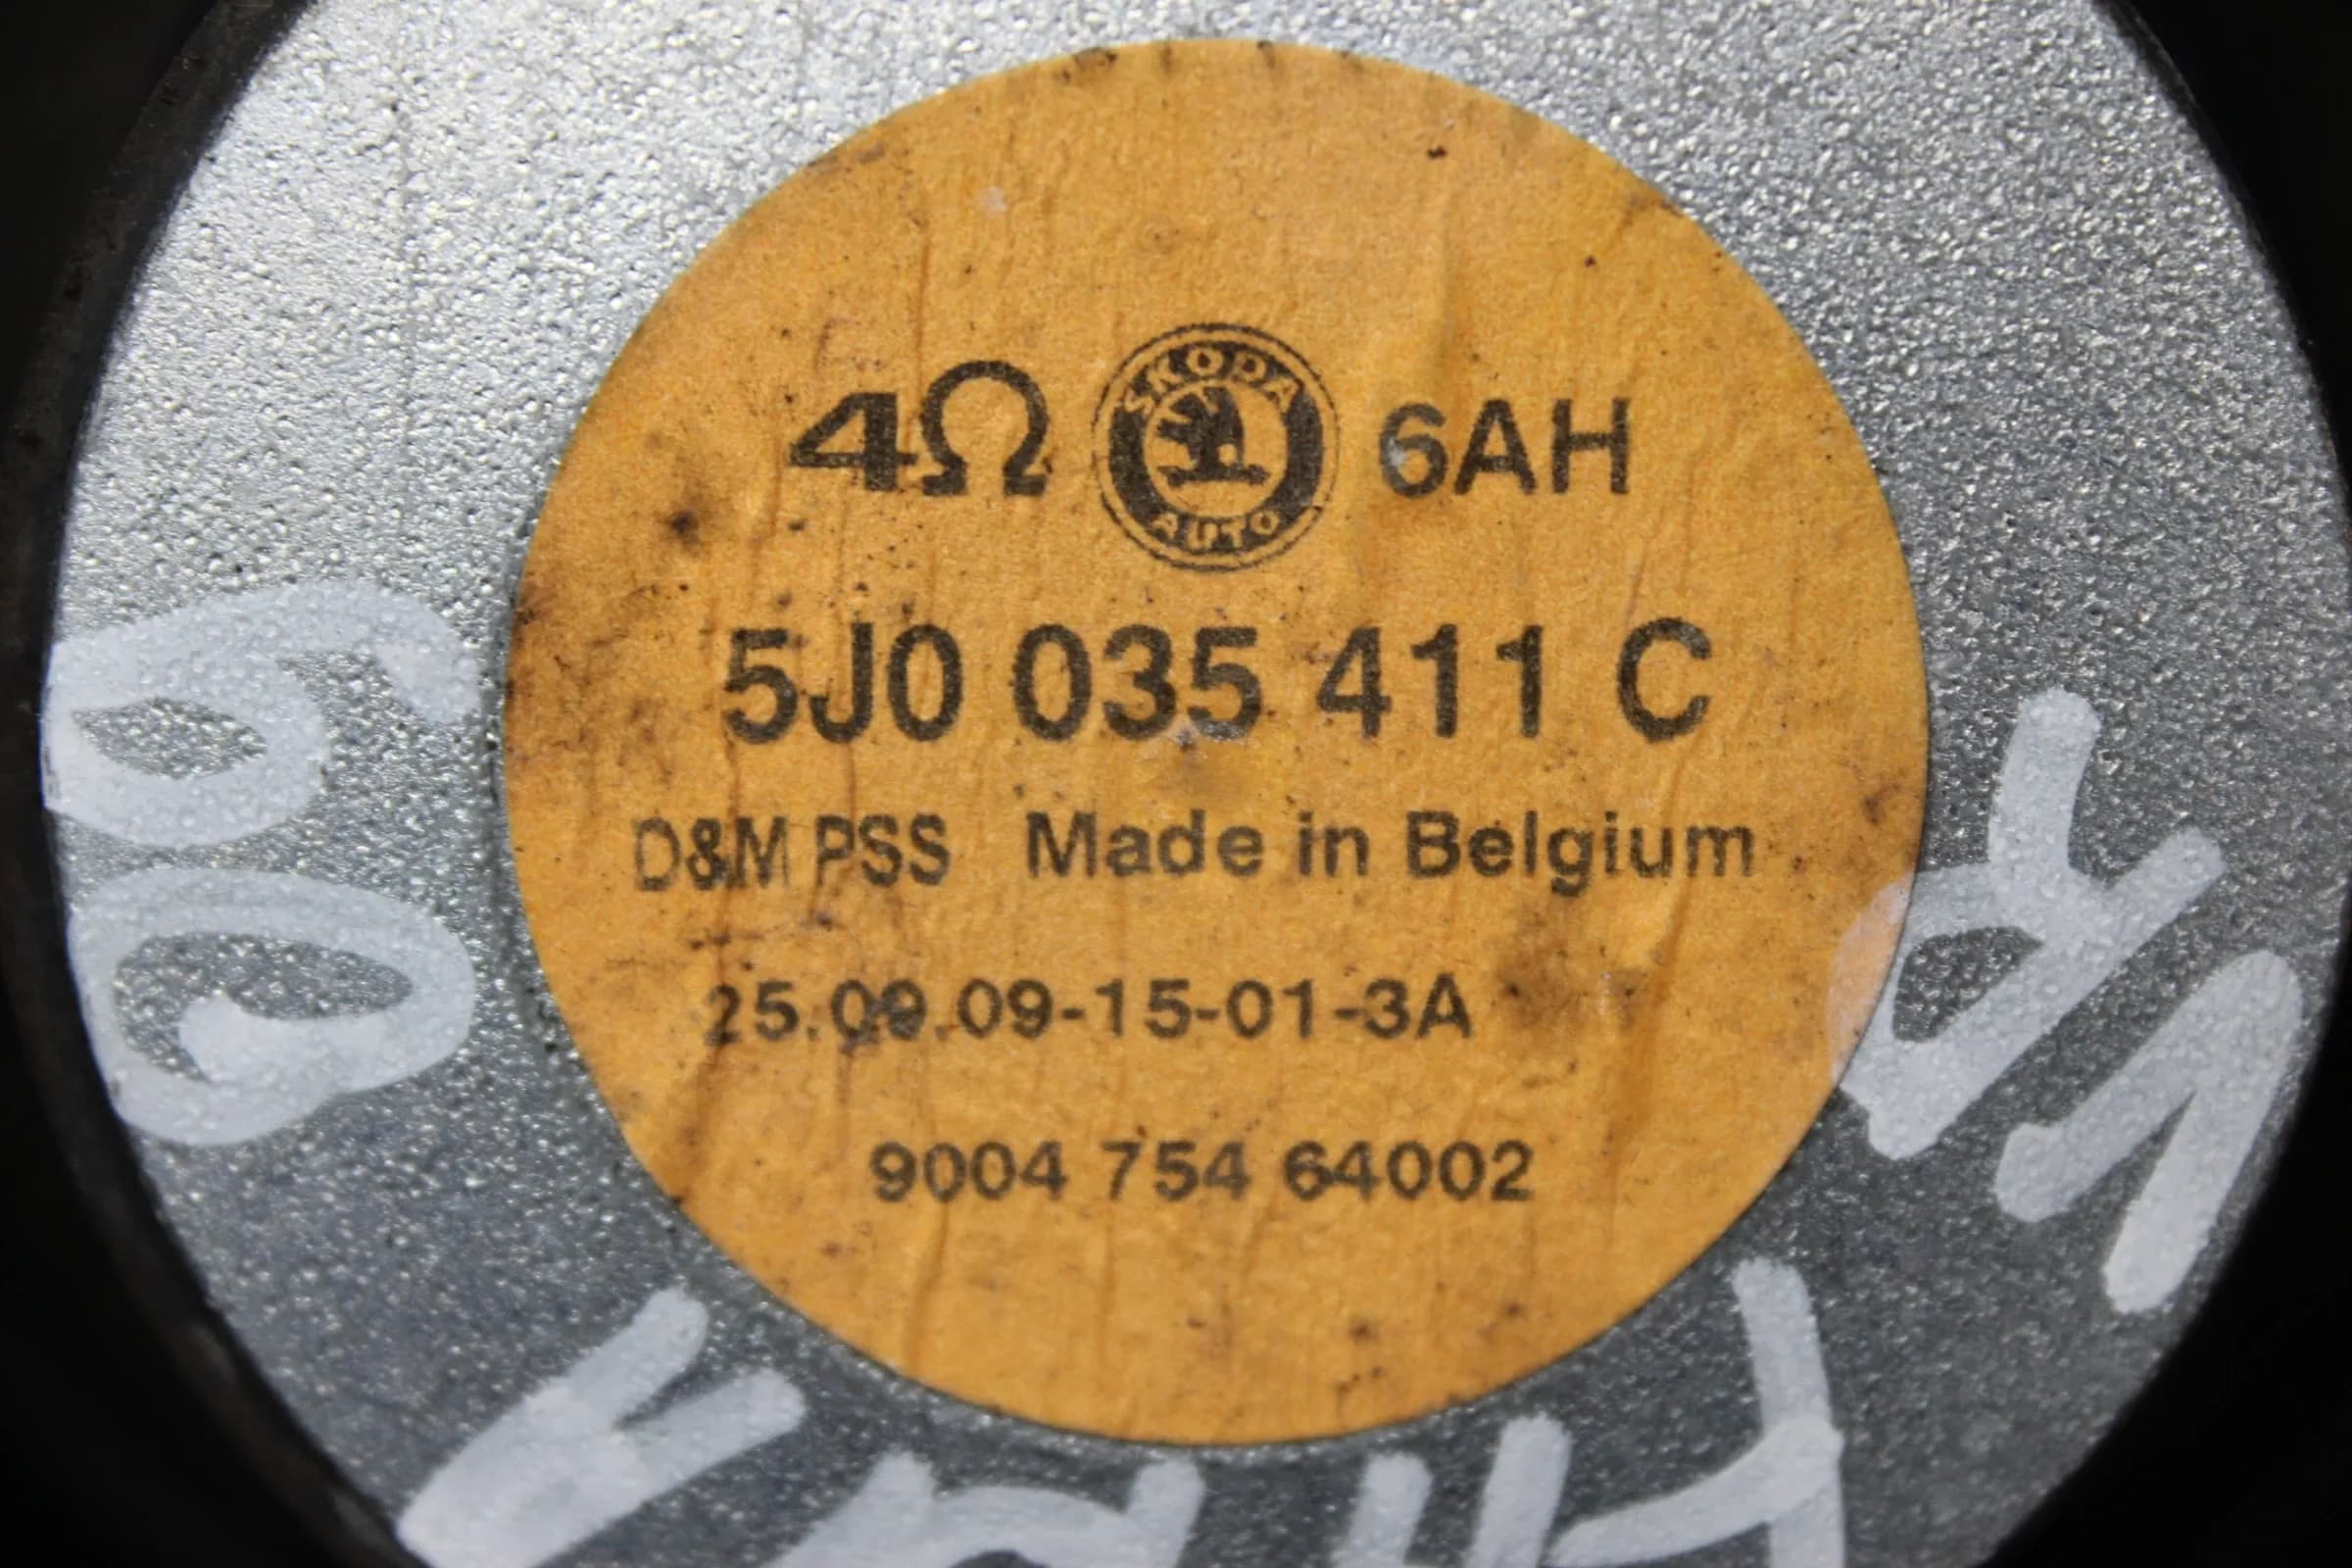 4Ω SKODA AUTO 6AH
5J0 035 411 C
D&M PSS Made in Belgium
25.09.09-15-01-3A
9004 754 64002